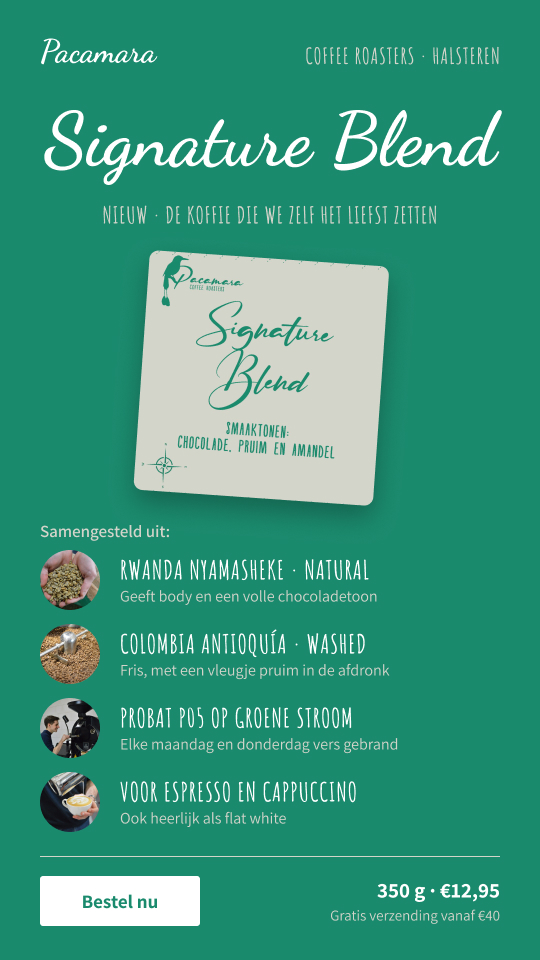 Pacamara
COFFEE ROASTERS · HALSTEREN
Signature Blend
NIEUW · DE KOFFIE DIE WE ZELF HET LIEFST ZETTEN
Pacamara
COFFEE ROASTERS
Signature
Blend
SMAAKTONEN:
CHOCOLADE, PRUIM EN AMANDEL
Samengesteld uit:
RWANDA NYAMASHEKE · NATURAL
Geeft body en een volle chocoladetoon
COLOMBIA ANTIOQUÍA · WASHED
Fris, met een vleugje pruim in de afdronk
PROBAT P05 OP GROENE STROOM
Elke maandag en donderdag vers gebrand
VOOR ESPRESSO EN CAPPUCCINO
Ook heerlijk als flat white
Bestel nu
350 g · €12,95
Gratis verzending vanaf €40